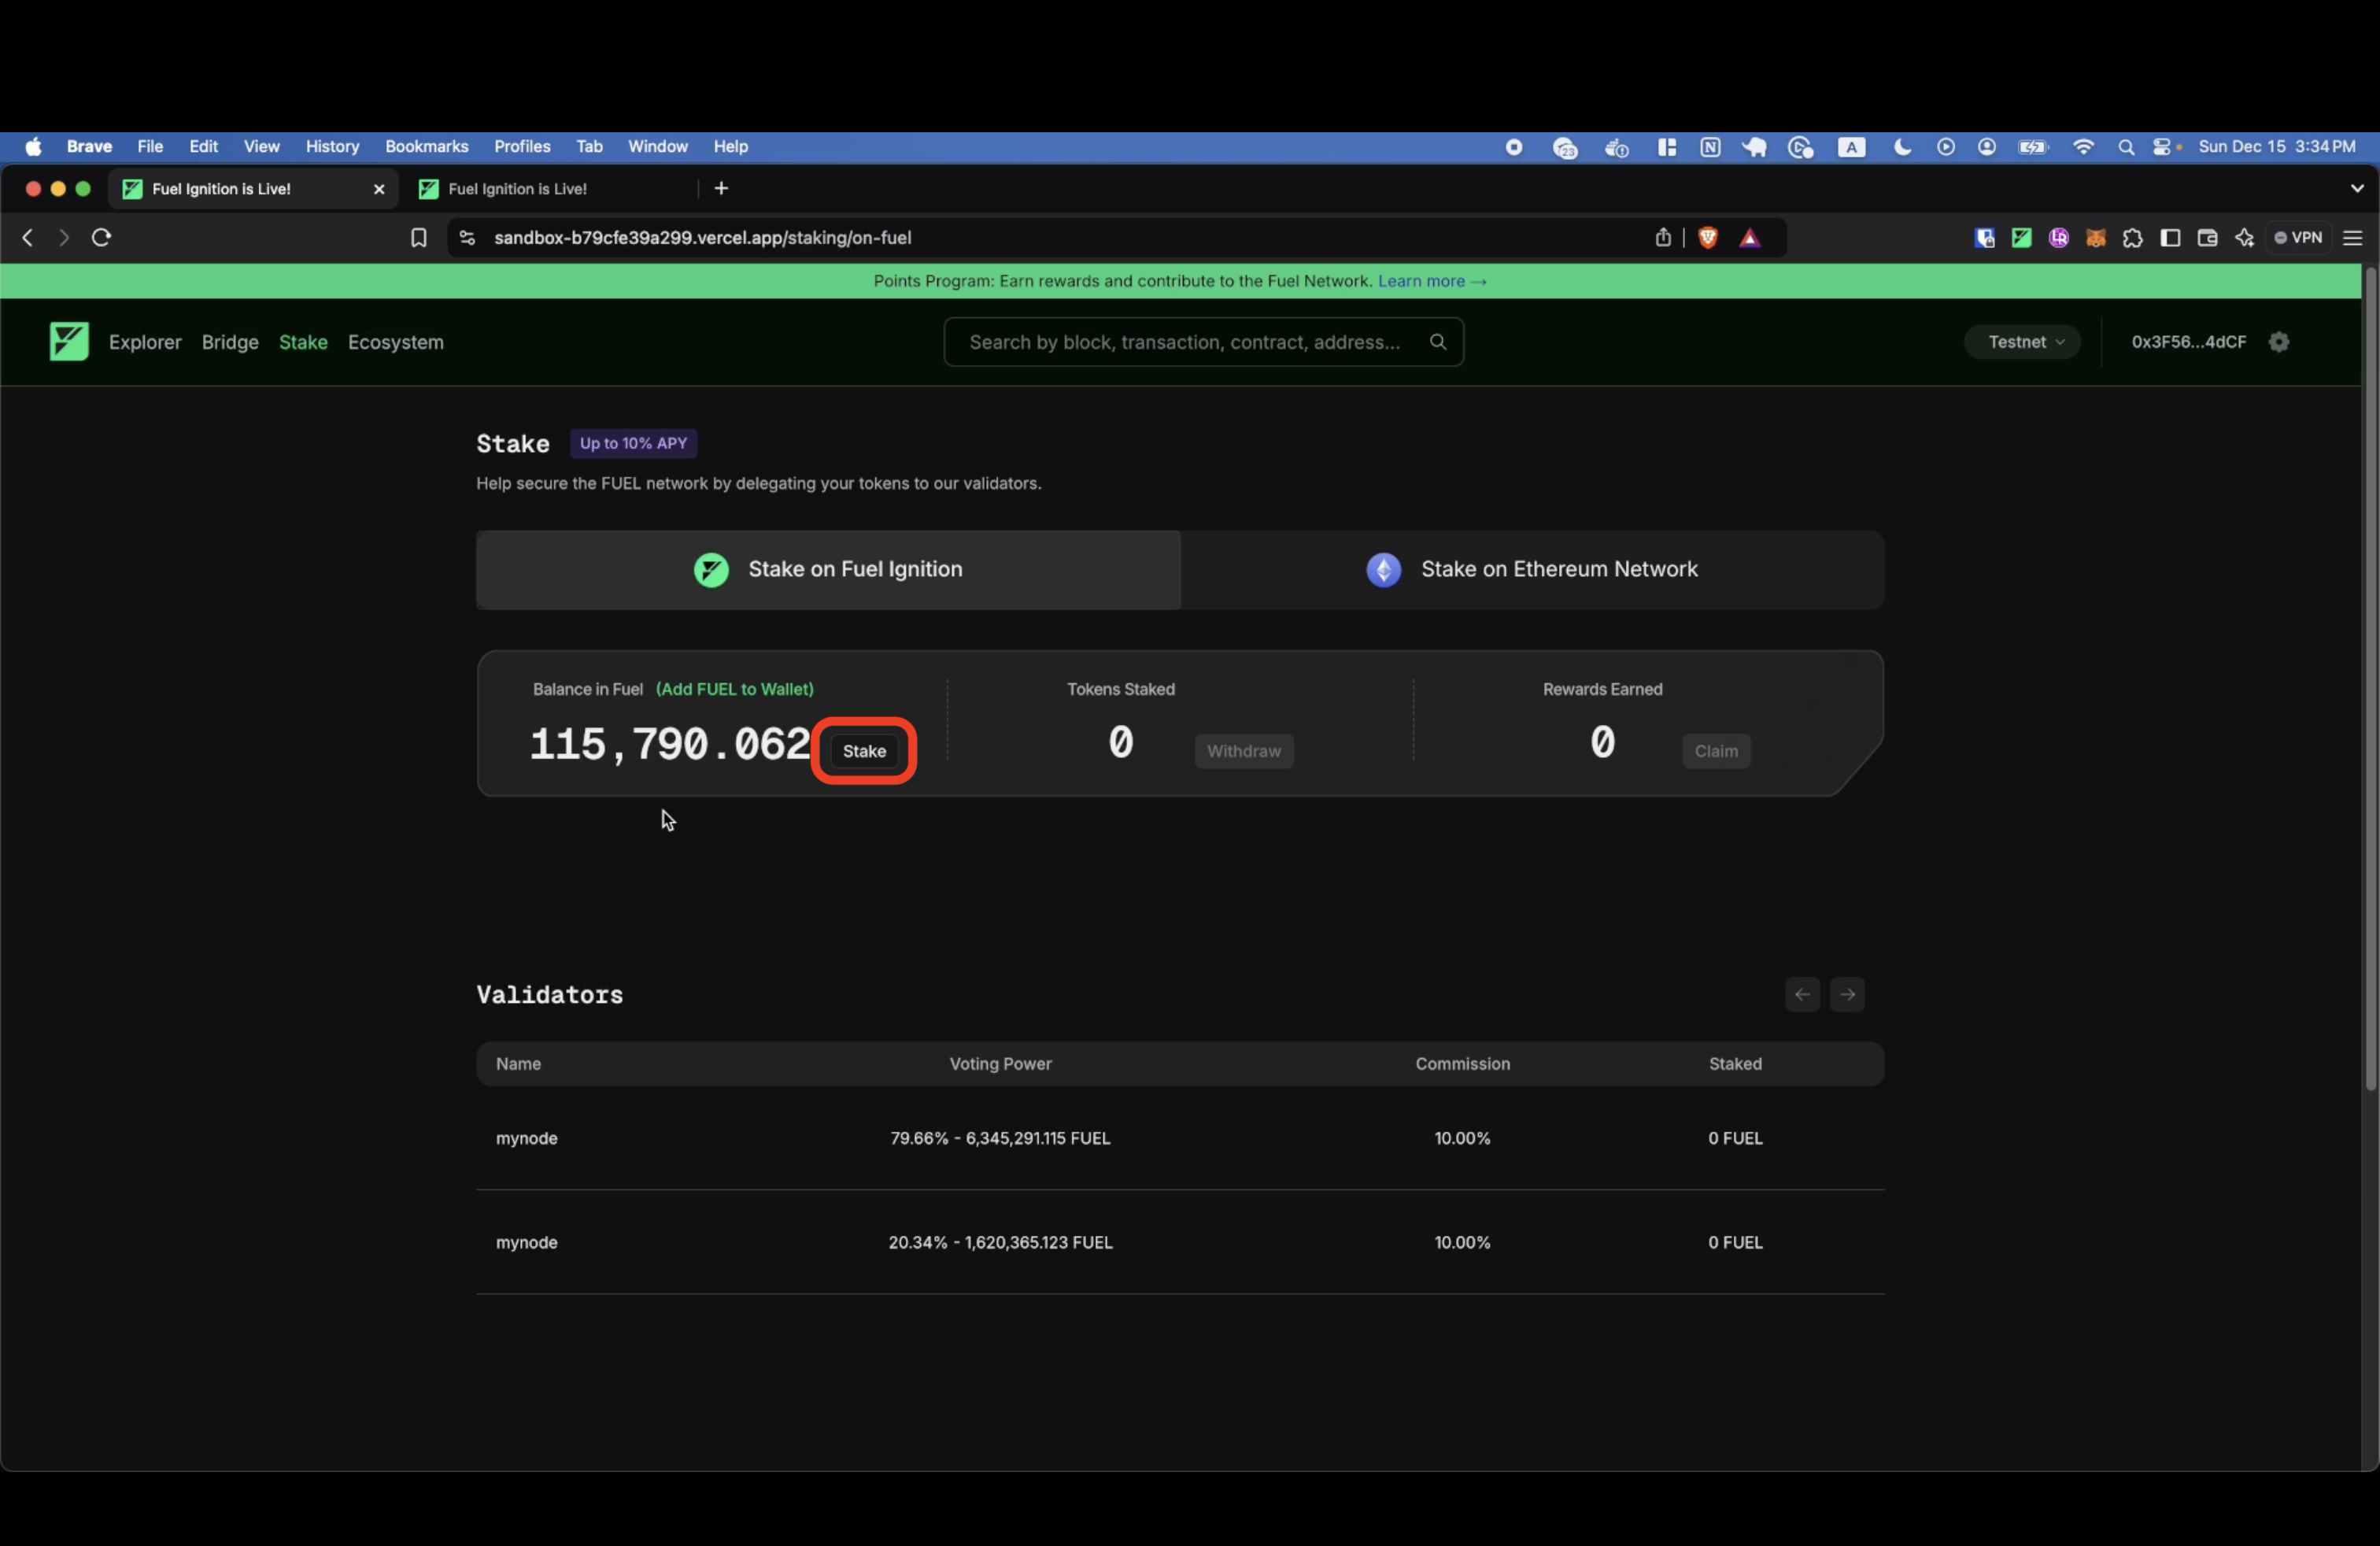 Brave File Edit View History Bookmarks Profiles Tab Window Help 23 N A Sun Dec 15 3:34 PM
Fuel Ignition is Live! Fuel Ignition is Live!
sandbox-b79cfe39a299.vercel.app/staking/on-fuel VPN
Points Program: Earn rewards and contribute to the Fuel Network. Learn more →
Explorer Bridge Stake Ecosystem Search by block, transaction, contract, address... Testnet 0x3F56...4dCF
Stake Up to 10% APY
Help secure the FUEL network by delegating your tokens to our validators.
Stake on Fuel Ignition Stake on Ethereum Network
Balance in Fuel (Add FUEL to Wallet) Tokens Staked Rewards Earned
115,790.062 Stake 0 Withdraw 0 Claim
Validators
Name Voting Power Commission Staked
mynode 79.66% - 6,345,291.115 FUEL 10.00% 0 FUEL
mynode 20.34% - 1,620,365.123 FUEL 10.00% 0 FUEL